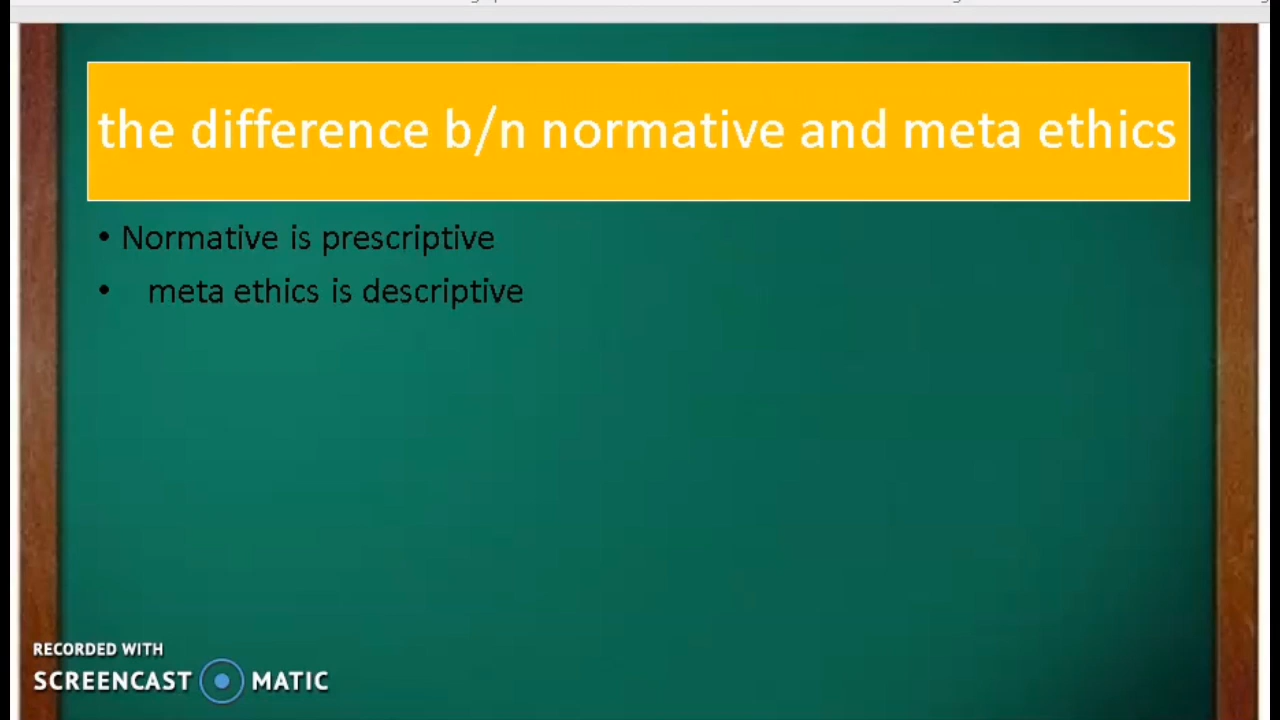 the difference b/n normative and meta ethics
• Normative is prescriptive
• meta ethics is descriptive
RECORDED WITH
SCREENCAST MATIC